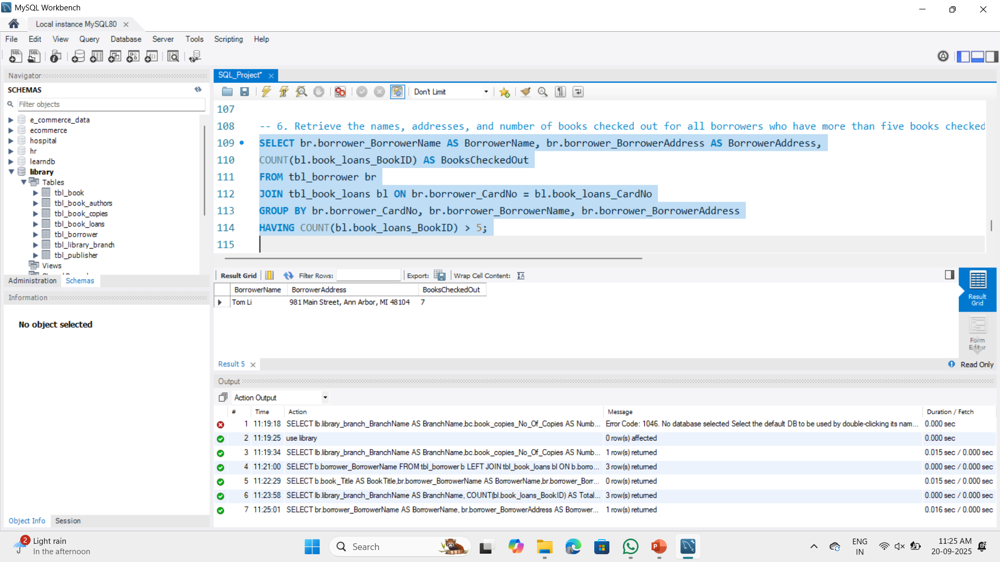 MySQL Workbench
Local instance MySQL80
File Edit View Query Database Server Tools Scripting Help
Navigator
SCHEMAS
Filter objects
e_commerce_data
ecommerce
hospital
hr
learndb
library
Tables
tbl_book
tbl_book_authors
tbl_book_copies
tbl_book_loans
tbl_borrower
tbl_library_branch
tbl_publisher
Views
Administration Schemas
Information
No object selected
Object Info Session
SQL_Project*
Don't Limit
107
108 -- 6. Retrieve the names, addresses, and number of books checked out for all borrowers who have more than five books checked
109 SELECT br.borrower_BorrowerName AS BorrowerName, br.borrower_BorrowerAddress AS BorrowerAddress,
110 COUNT(bl.book_loans_BookID) AS BooksCheckedOut
111 FROM tbl_borrower br
112 JOIN tbl_book_loans bl ON br.borrower_CardNo = bl.book_loans_CardNo
113 GROUP BY br.borrower_CardNo, br.borrower_BorrowerName, br.borrower_BorrowerAddress
114 HAVING COUNT(bl.book_loans_BookID) > 5;
115
Result Grid Filter Rows: Export: Wrap Cell Content:
BorrowerName BorrowerAddress BooksCheckedOut
Tom Li 981 Main Street, Ann Arbor, MI 48104 7
Result Grid
Form Editor
Result 5
Read Only
Output
Action Output
# Time Action Message Duration / Fetch
1 11:19:18 SELECT lb.library_branch_BranchName AS BranchName,bc.book_copies_No_Of_Copies AS Numb... Error Code: 1046. No database selected Select the default DB to be used by double-clicking its nam... 0.000 sec
2 11:19:25 use library 0 row(s) affected 0.000 sec
3 11:19:34 SELECT lb.library_branch_BranchName AS BranchName,bc.book_copies_No_Of_Copies AS Numb... 1 row(s) returned 0.015 sec / 0.000 sec
4 11:21:00 SELECT b.borrower_BorrowerName FROM tbl_borrower b LEFT JOIN tbl_book_loans bl ON b.borro... 3 row(s) returned 0.000 sec / 0.000 sec
5 11:22:29 SELECT b.book_Title AS BookTitle,br.borrower_BorrowerName AS BorrowerName,br.borrower_Borr... 0 row(s) returned 0.015 sec / 0.000 sec
6 11:23:58 SELECT lb.library_branch_BranchName AS BranchName, COUNT(bl.book_loans_BookID) AS Total... 3 row(s) returned 0.000 sec / 0.000 sec
7 11:25:01 SELECT br.borrower_BorrowerName AS BorrowerName, br.borrower_BorrowerAddress AS Borrower... 1 row(s) returned 0.016 sec / 0.000 sec
2
Light rain
In the afternoon
Search
ENG
IN
11:25 AM
20-09-2025